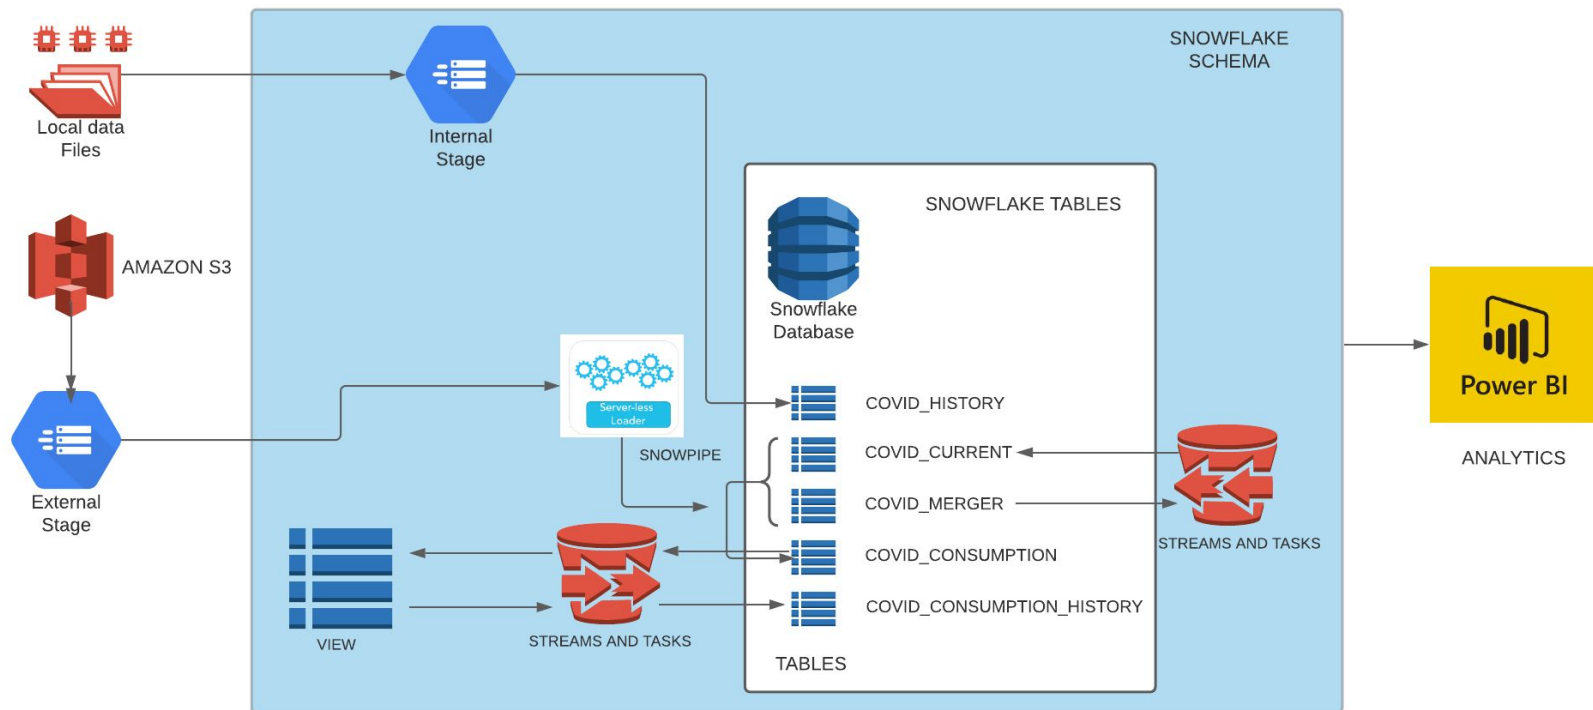 SNOWFLAKE
SCHEMA
Local data
Files
Internal
Stage
SNOWFLAKE TABLES
AMAZON S3
Snowflake
Database
Server-less
Loader
SNOWPIPE
Power BI
ANALYTICS
COVID_HISTORY
COVID_CURRENT
COVID_MERGER
COVID_CONSUMPTION
COVID_CONSUMPTION_HISTORY
External
Stage
STREAMS AND TASKS
VIEW
STREAMS AND TASKS
TABLES